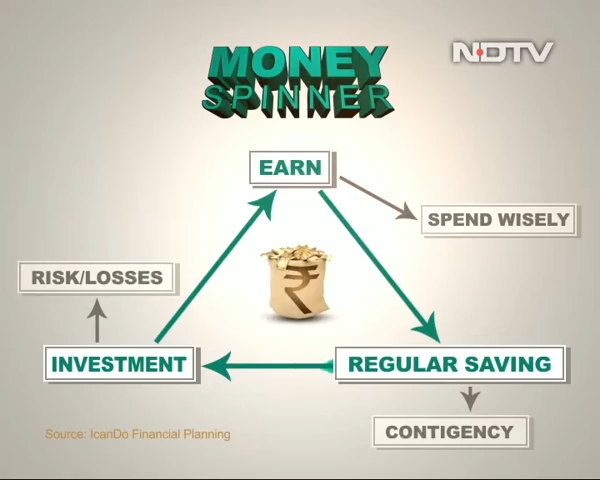 MONEY
SPINNER
NDTV
EARN
SPEND WISELY
RISK/LOSSES
₹
INVESTMENT
REGULAR SAVING
CONTIGENCY
Source: IcanDo Financial Planning